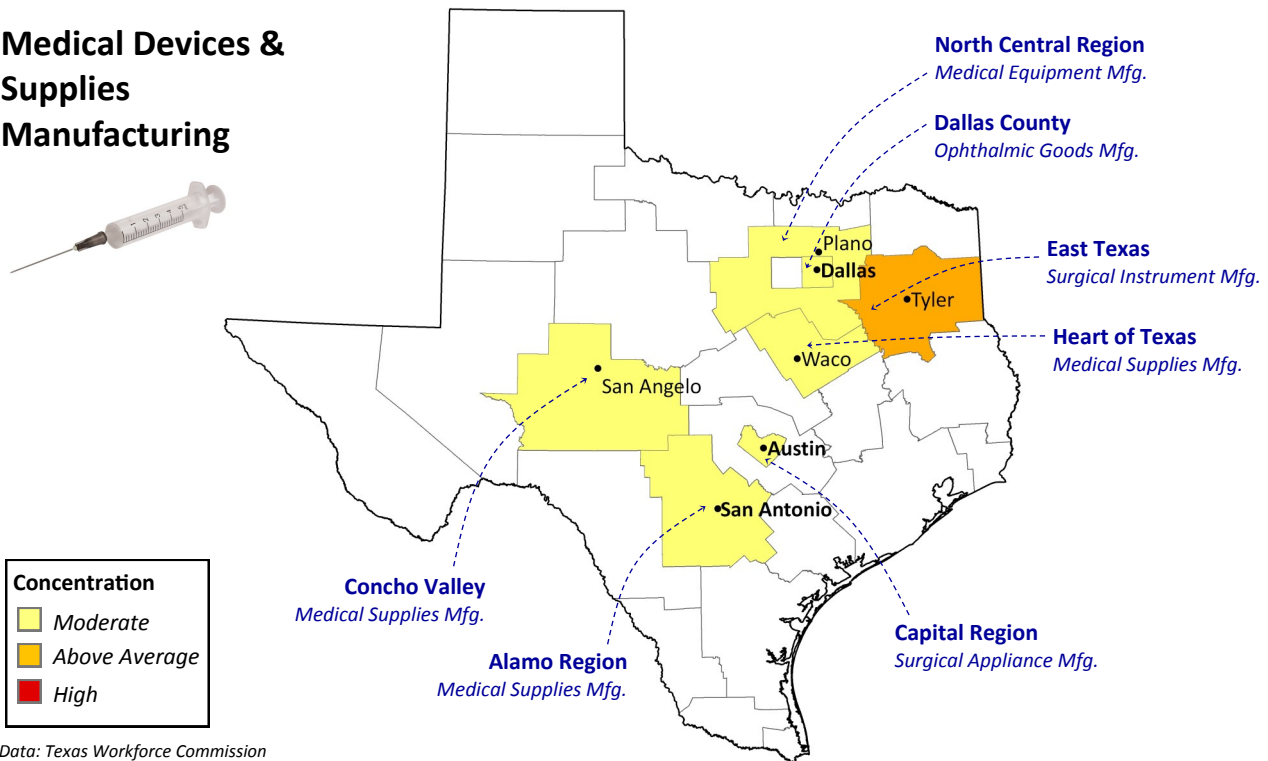 Medical Devices &
Supplies
Manufacturing
North Central Region
Medical Equipment Mfg.
Dallas County
Ophthalmic Goods Mfg.
East Texas
Surgical Instrument Mfg.
Heart of Texas
Medical Supplies Mfg.
Plano
Dallas
Tyler
Waco
San Angelo
Austin
San Antonio
Concho Valley
Medical Supplies Mfg.
Alamo Region
Medical Supplies Mfg.
Capital Region
Surgical Appliance Mfg.
Concentration
Moderate
Above Average
High
Data: Texas Workforce Commission